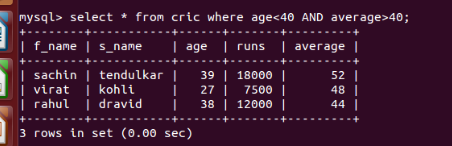 mysql> select * from cric where age<40 AND average>40;
+--------+-----------+------+-------+---------+
| f_name | s_name    | age  | runs  | average |
+--------+-----------+------+-------+---------+
| sachin | tendulkar |   39 | 18000 |      52 |
| virat  | kohli     |   27 |  7500 |      48 |
| rahul  | dravid    |   38 | 12000 |      44 |
+--------+-----------+------+-------+---------+
3 rows in set (0.00 sec)